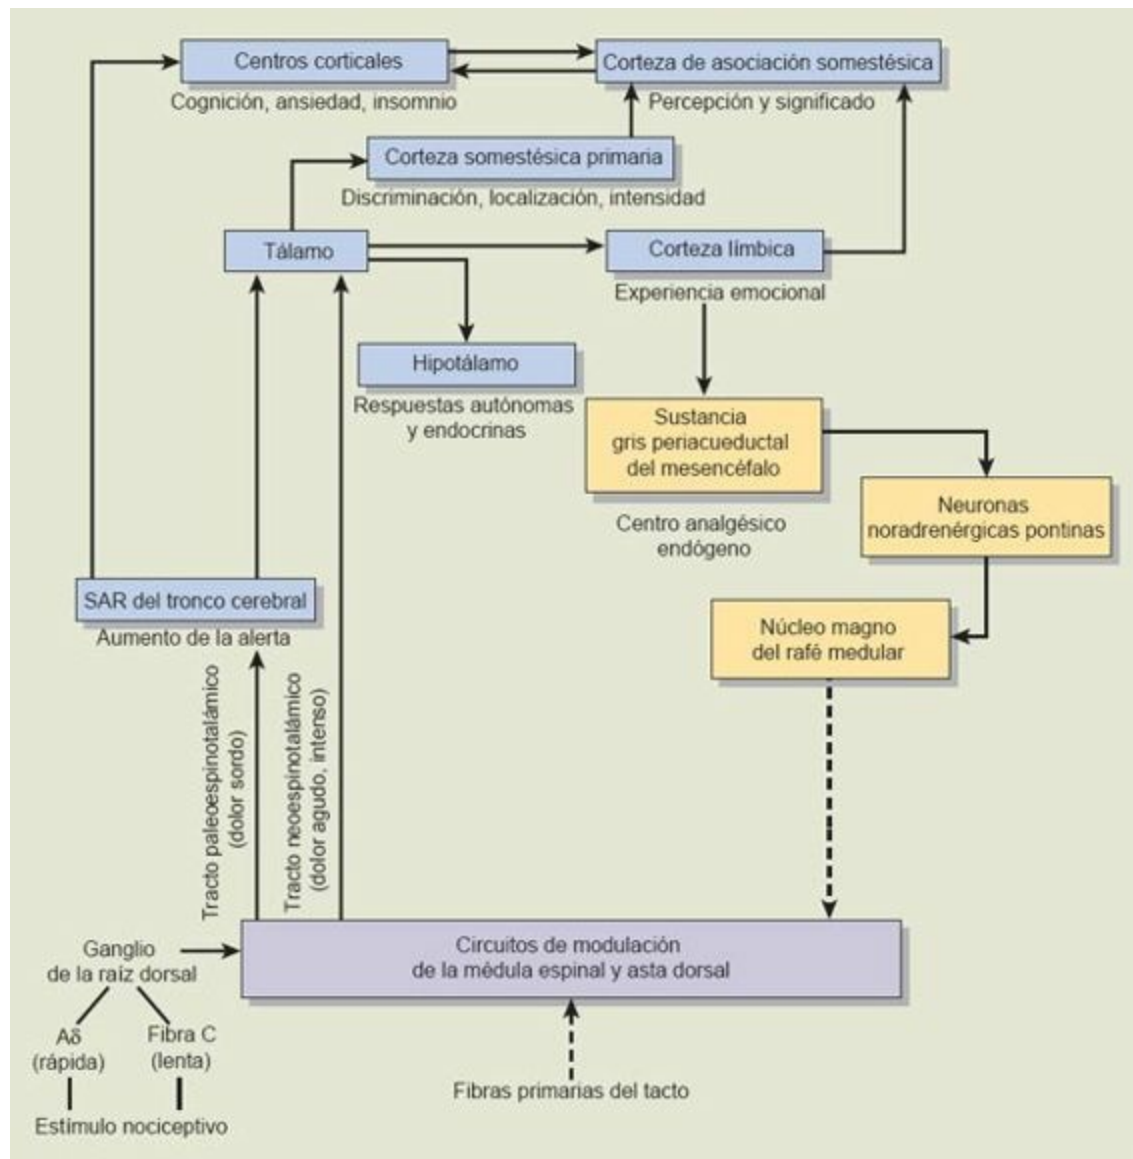 Centros corticales
Corteza de asociación somestésica
Cognición, ansiedad, insomnio
Percepción y significado
Corteza somestésica primaria
Discriminación, localización, intensidad
Tálamo
Corteza límbica
Experiencia emocional
Hipotálamo
Respuestas autónomas
y endocrinas
Sustancia
gris periacueductal
del mesencéfalo
Centro analgésico
endógeno
Neuronas
noradrenérgicas pontinas
SAR del tronco cerebral
Aumento de la alerta
Núcleo magno
del rafé medular
Tracto paleoespinotalámico
(dolor sordo)
Tracto neoespinotalámico
(dolor agudo, intenso)
Ganglio
de la raíz dorsal
Circuitos de modulación
de la médula espinal y asta dorsal
Aδ
(rápida)
Fibra C
(lenta)
Fibras primarias del tacto
Estímulo nociceptivo